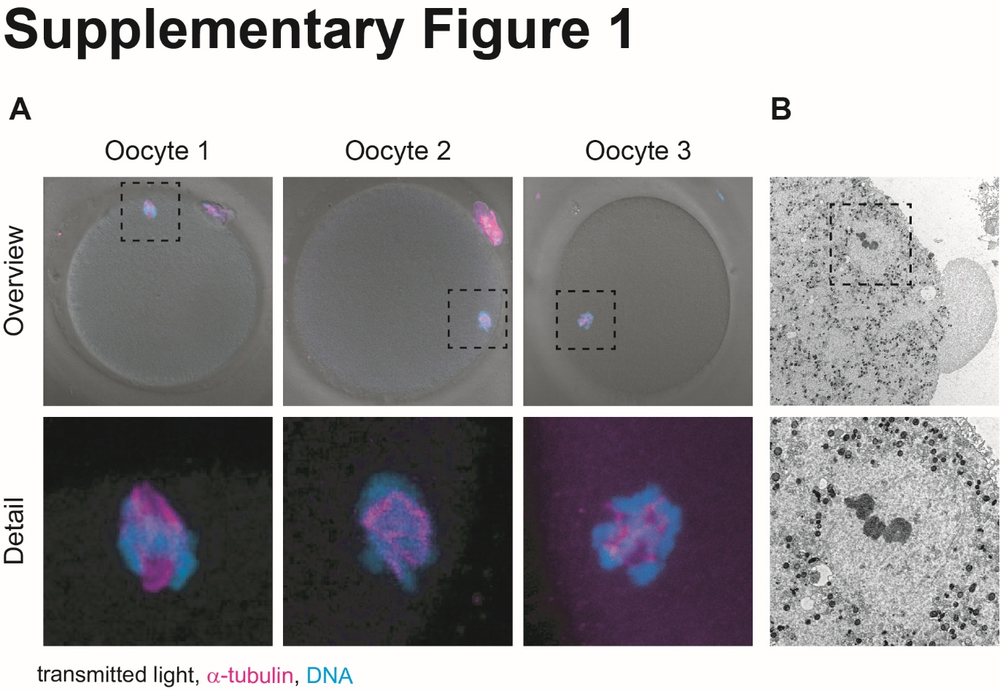 Supplementary Figure 1
A
B
Oocyte 1
Oocyte 2
Oocyte 3
Overview
Detail
transmitted light, α-tubulin, DNA